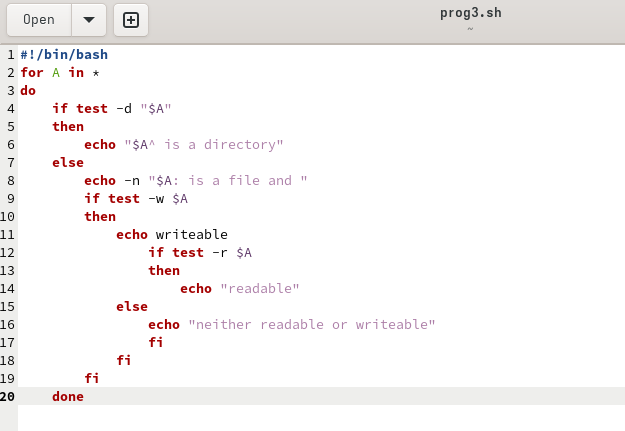 Open
prog3.sh
~
1 #!/bin/bash
2 for A in *
3 do
4     if test -d "$A"
5     then
6         echo "$A^ is a directory"
7     else
8         echo -n "$A: is a file and "
9         if test -w $A
10         then
11             echo writeable
12                 if test -r $A
13                 then
14                     echo "readable"
15             else
16                 echo "neither readable or writeable"
17                 fi
18             fi
19         fi
20     done